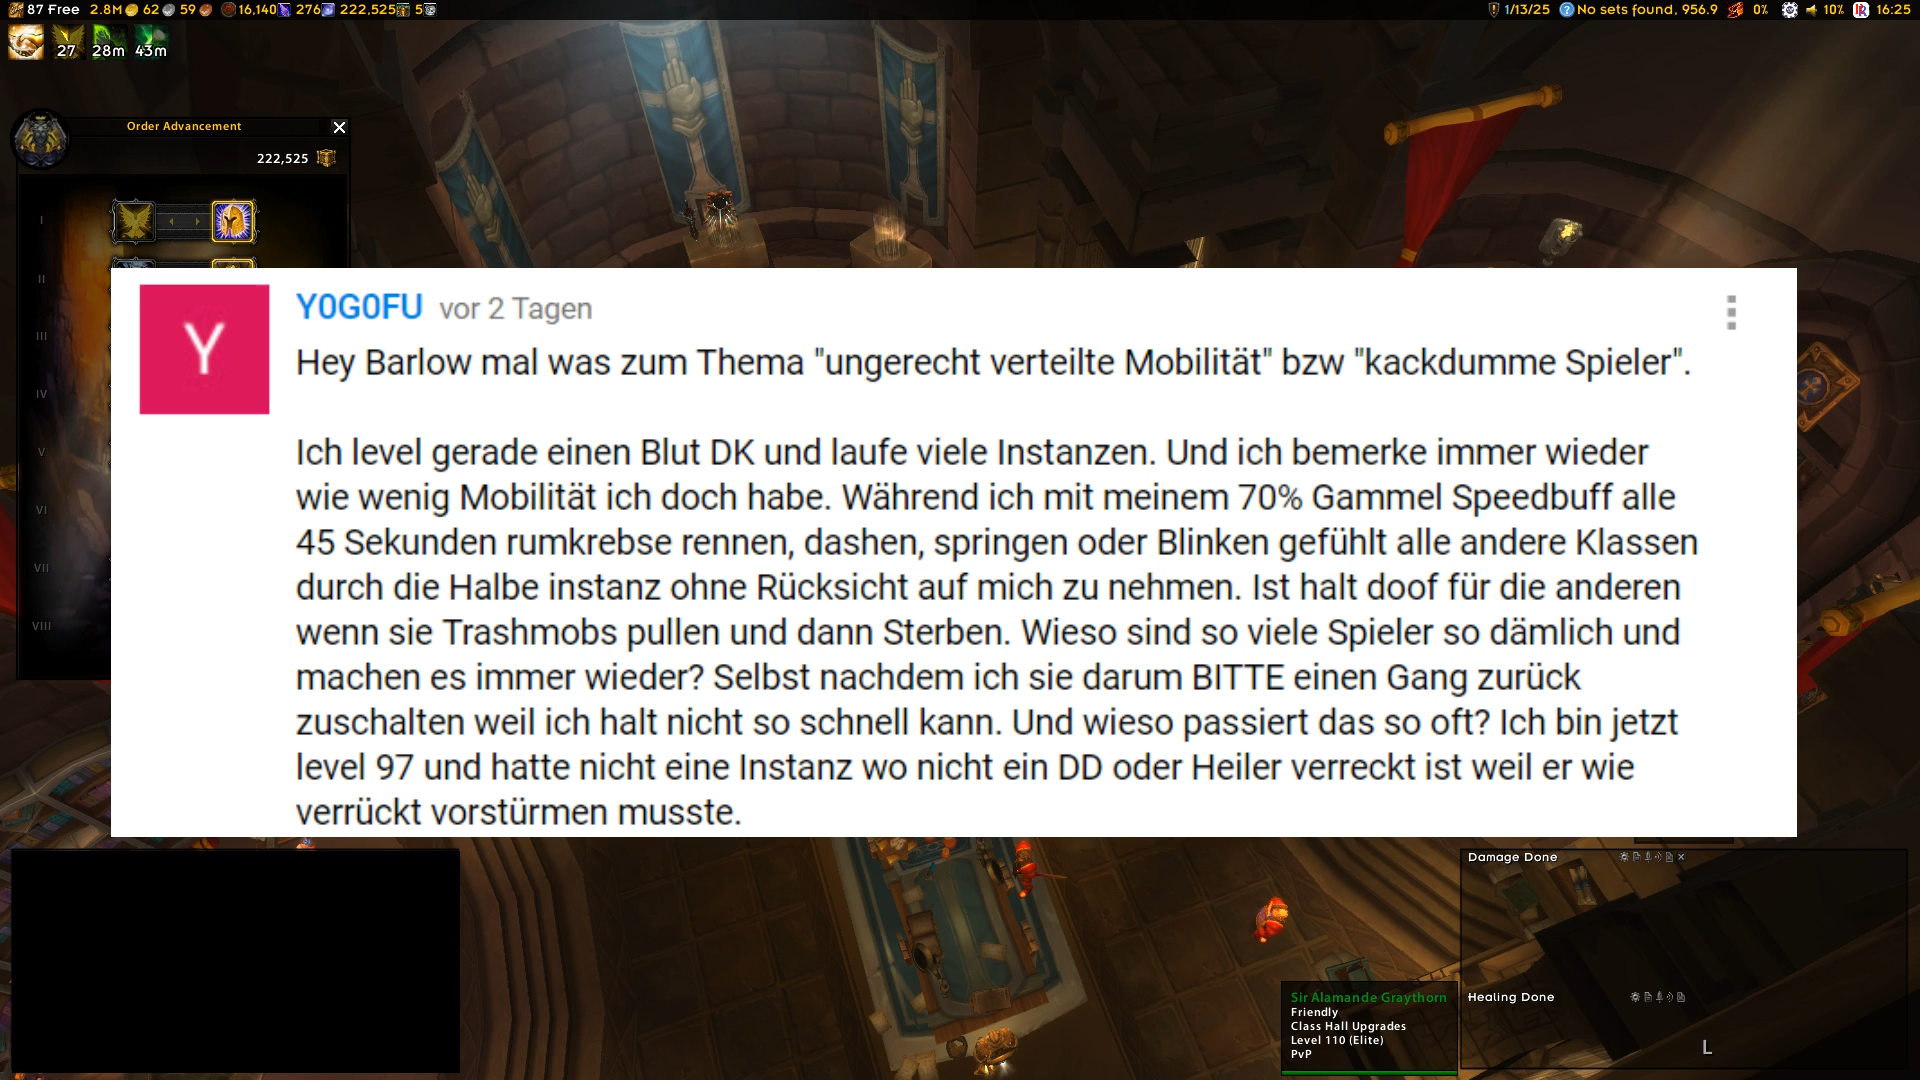 87 Free 2.8M 62 59 16,140 276 222,525 5
1/13/25 No sets found, 956.9 0% 10% 16:25
27 28m 43m
Order Advancement
222,525
I
II
III
IV
V
VI
VII
VIII
Y
Y0G0FU vor 2 Tagen
Hey Barlow mal was zum Thema "ungerecht verteilte Mobilität" bzw "kackdumme Spieler".
Ich level gerade einen Blut DK und laufe viele Instanzen. Und ich bemerke immer wieder
wie wenig Mobilität ich doch habe. Während ich mit meinem 70% Gammel Speedbuff alle
45 Sekunden rumkrebse rennen, dashen, springen oder Blinken gefühlt alle andere Klassen
durch die Halbe instanz ohne Rücksicht auf mich zu nehmen. Ist halt doof für die anderen
wenn sie Trashmobs pullen und dann Sterben. Wieso sind so viele Spieler so dämlich und
machen es immer wieder? Selbst nachdem ich sie darum BITTE einen Gang zurück
zuschalten weil ich halt nicht so schnell kann. Und wieso passiert das so oft? Ich bin jetzt
level 97 und hatte nicht eine Instanz wo nicht ein DD oder Heiler verreckt ist weil er wie
verrückt vorstürmen musste.
Damage Done
Sir Alamande Graythorn
Friendly
Class Hall Upgrades
Level 110 (Elite)
PvP
Healing Done
L